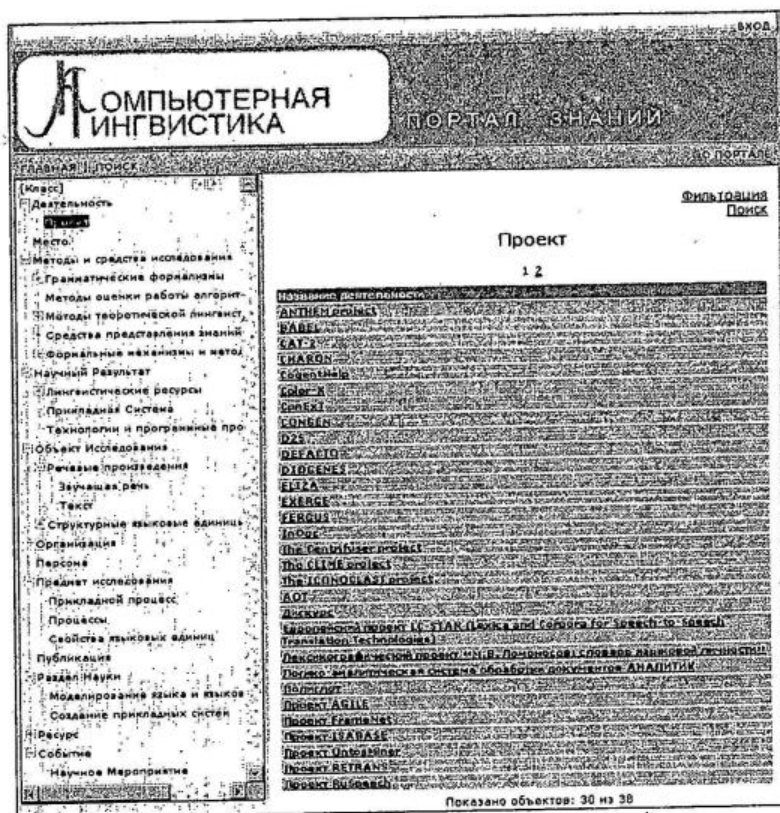 ВХОД
КОМПЬЮТЕРНАЯ
ЛИНГВИСТИКА
ПОРТАЛ ЗНАНИЙ
ГЛАВНАЯ | ПОИСК
О ПОРТАЛЕ
[Класс]
Деятельность
Проект
Место
Методы и средства исследования
Грамматические формализмы
Методы оценки работы алгорит
Методы теоретической лингвист
Средства представления знаний
Формальные механизмы и метод
Научный Результат
Лингвистические ресурсы
Прикладная Система
Технологии и программные про
Объект Исследования
Речевые произведения
Звучащая речь
Текст
Структурные языковые единицы
Организация
Персона
Предмет исследования
Прикладной процесс
Процессы
Свойства языковых единиц
Публикация
Раздел Науки
Моделирование языка и языков
Создание прикладных систем
Ресурс
Событие
Научное Мероприятие
Фильтрация
Поиск
Проект
1 2
Название деятельности
ANTHEM project
BABEL
CAT-2
CHARON
CogentHelp
Color-X
ConExT
CONGEN
D2S
DEFACTO
DIOGENES
ELIZA
EXERGE
FERGUS
InDoc
The Centrifuser project
The CLIME project
The ICONOCLAST project
АОТ
Дискурс
Европейский проект LC-STAR (Lexica and Corpora for Speech-to-Speech
Translation Technologies)
Лексикографический проект "М.В. Ломоносов: словарь языковой личности"
Логико-аналитическая система обработки документов АНАЛИТИК
Полиглот
Проект AGILE
Проект FrameNet
Проект ISABASE
Проект OntosMiner
Проект RETRANS
Проект RuSpeech
Показано объектов: 30 из 38